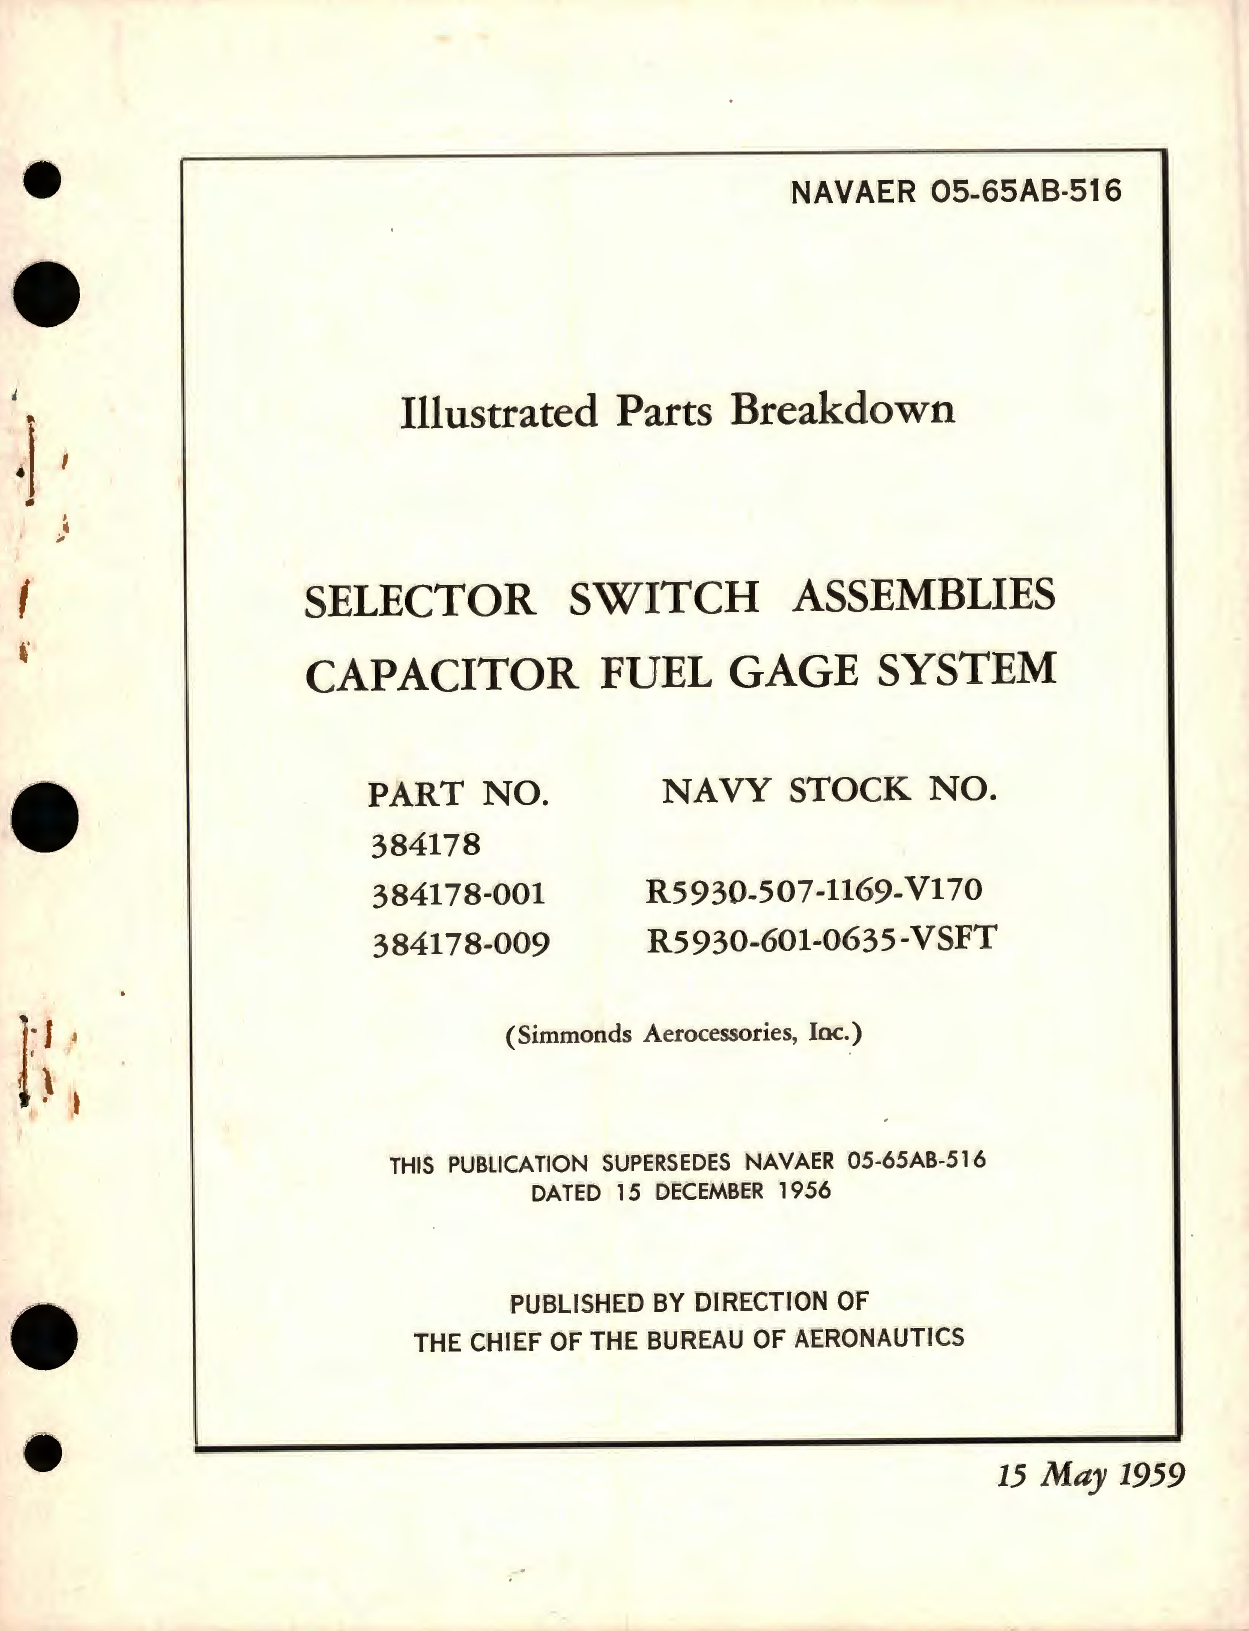 NAVAER 05-65AB-516
Illustrated Parts Breakdown
SELECTOR SWITCH ASSEMBLIES
CAPACITOR FUEL GAGE SYSTEM
PART NO. NAVY STOCK NO.
384178
384178-001 R5930-507-1169-V170
384178-009 R5930-601-0635-VSFT
(Simmonds Aerocessories, Inc.)
THIS PUBLICATION SUPERSEDES NAVAER 05-65AB-516
DATED 15 DECEMBER 1956
PUBLISHED BY DIRECTION OF
THE CHIEF OF THE BUREAU OF AERONAUTICS
15 May 1959